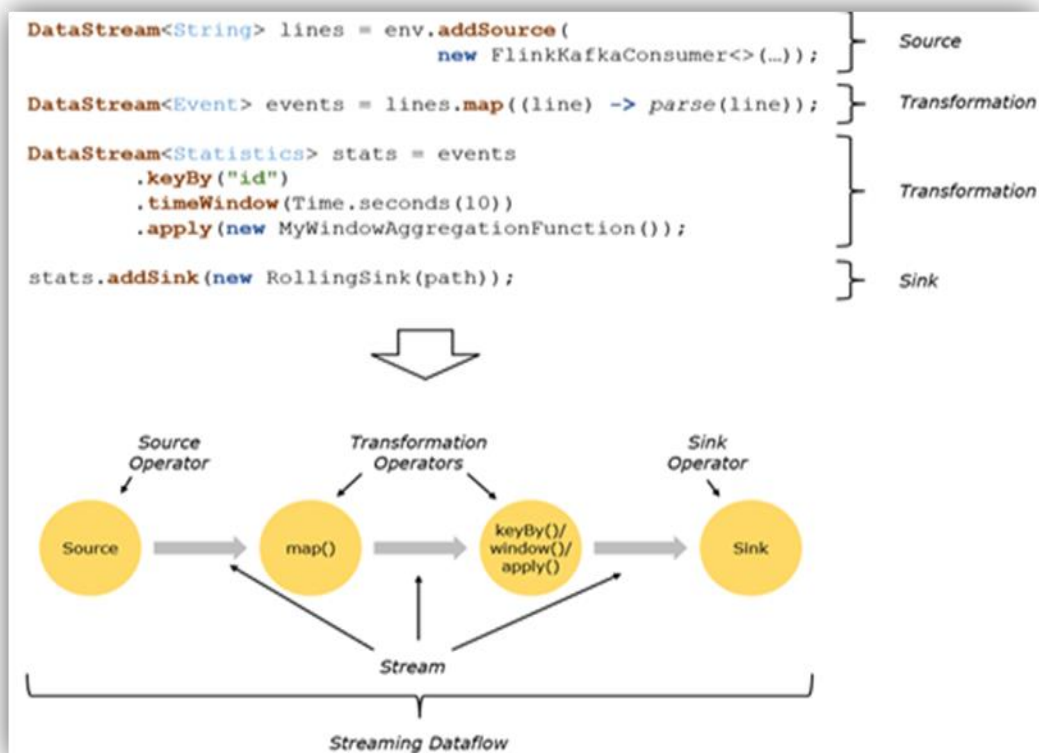 DataStream<String> lines = env.addSource(
new FlinkKafkaConsumer<>(…));
Source
DataStream<Event> events = lines.map((line) -> parse(line));
Transformation
DataStream<Statistics> stats = events
.keyBy("id")
.timeWindow(Time.seconds(10))
.apply(new MyWindowAggregationFunction());
Transformation
stats.addSink(new RollingSink(path));
Sink
Source
Operator
Transformation
Operators
Sink
Operator
Source
map()
keyBy()/
window()/
apply()
Sink
Stream
Streaming Dataflow